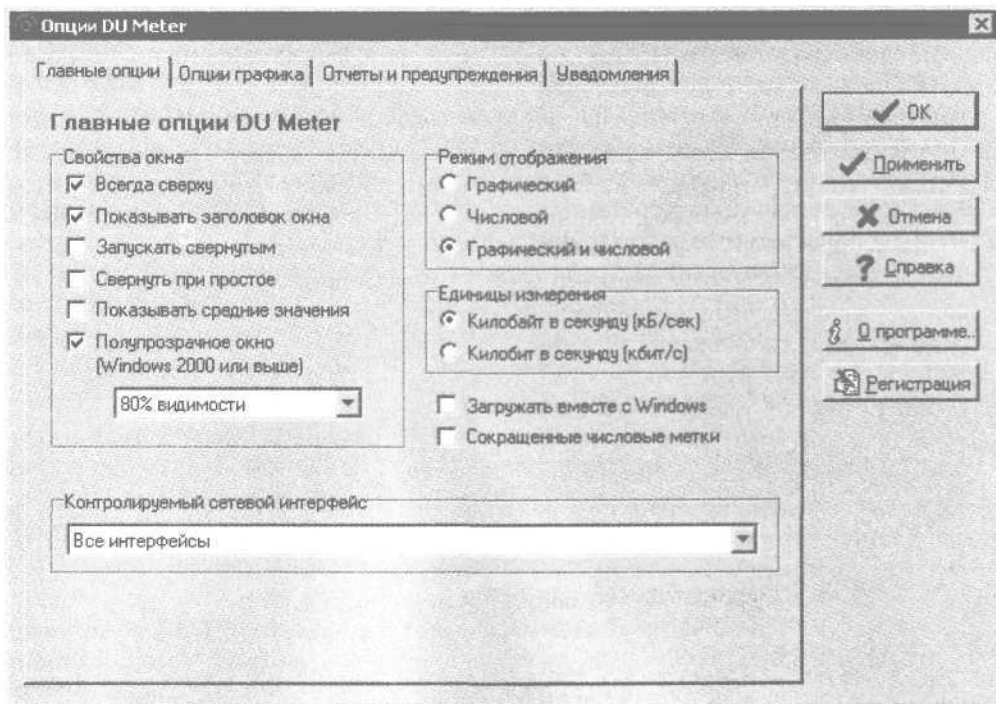 Опции DU Meter
Главные опции
Опции графика
Отчеты и предупреждения
Уведомления
Главные опции DU Meter
Свойства окна
Всегда сверху
Показывать заголовок окна
Запускать свернутым
Свернуть при простое
Показывать средние значения
Полупрозрачное окно
(Windows 2000 или выше)
80% видимости
Режим отображения
Графический
Числовой
Графический и числовой
Единицы измерения
Килобайт в секунду (кБ/сек)
Килобит в секунду (кбит/с)
Загружать вместе с Windows
Сокращенные числовые метки
Контролируемый сетевой интерфейс
Все интерфейсы
OK
Применить
Отмена
Справка
О программе..
Регистрация